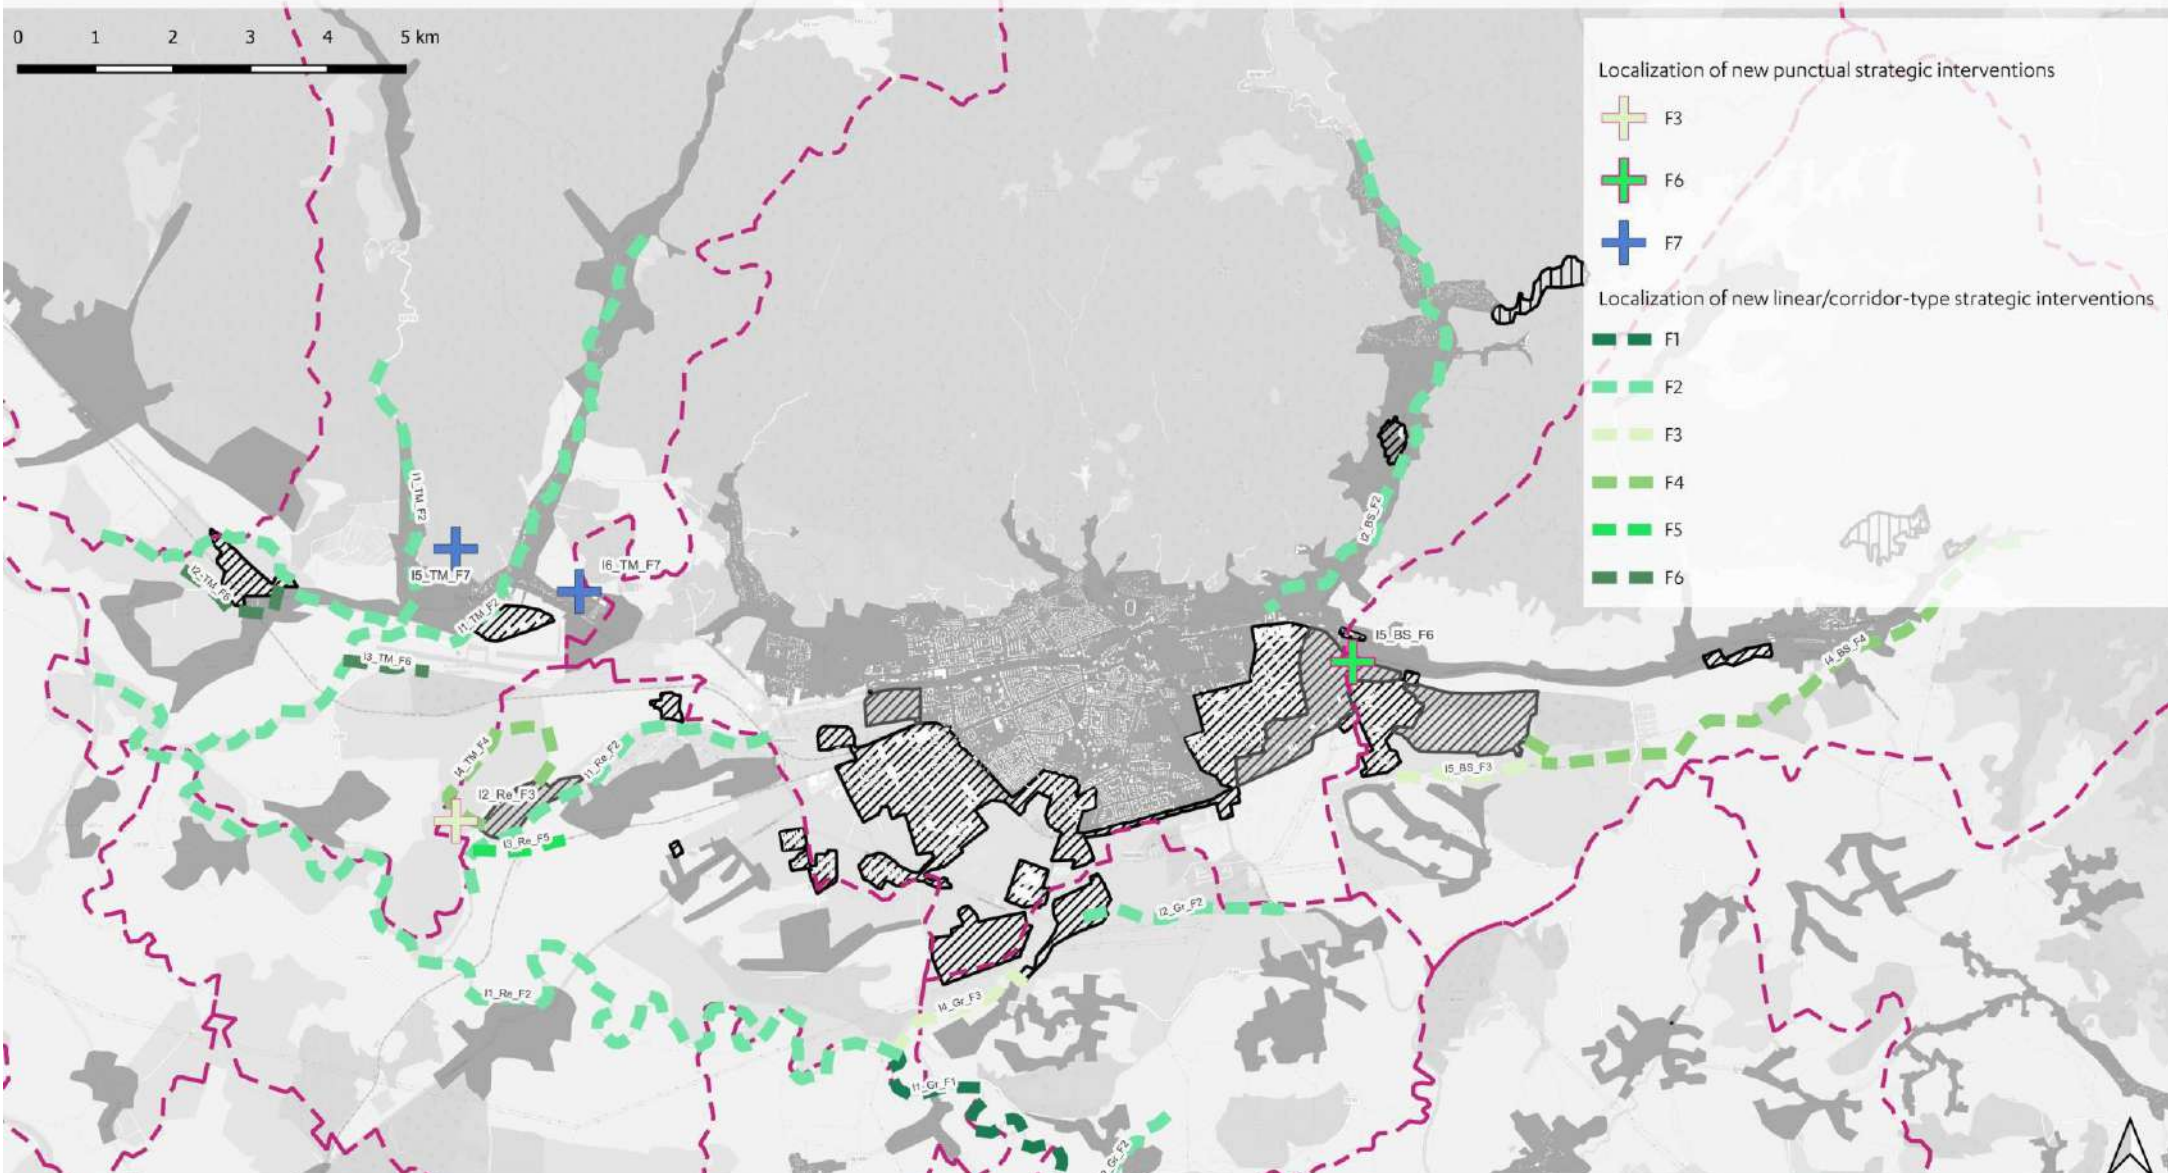 0 1 2 3 4 5 km
Localization of new punctual strategic interventions
F3
F6
F7
Localization of new linear/corridor-type strategic interventions
F1
F2
F3
F4
F5
F6
I1_TM_F2
I2_BS_F2
I5_TM_F7
I6_TM_F7
I2_TM_F6
I1_TM_F2
I5_BS_F6
I3_TM_F6
I4_BS_F4
I4_TM_F4
I1_Re_F2
I5_BS_F3
I2_Re_F3
I3_Re_F5
I2_Gr_F2
I1_Re_F2
I4_Gr_F3
I1_Gr_F1
Gr_F2